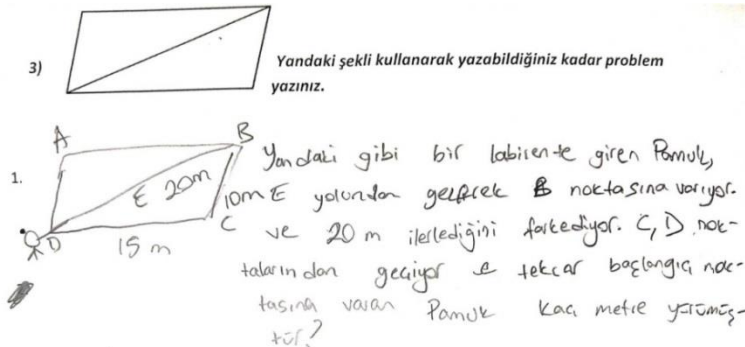 3)
Yandaki şekli kullanarak yazabildiğiniz kadar problem
yazınız.
1.
A
B
E 20m
10m
C
D
15 m
Yandaki gibi bir labirente giren Pamuk,
E yolundan geçerek B noktasına varıyor.
ve 20 m ilerlediğini farkediyor. C, D nok-
talarından geçiyor ve tekrar başlangıç nok-
tasına varan Pamuk kaç metre yürümüş-
tür?